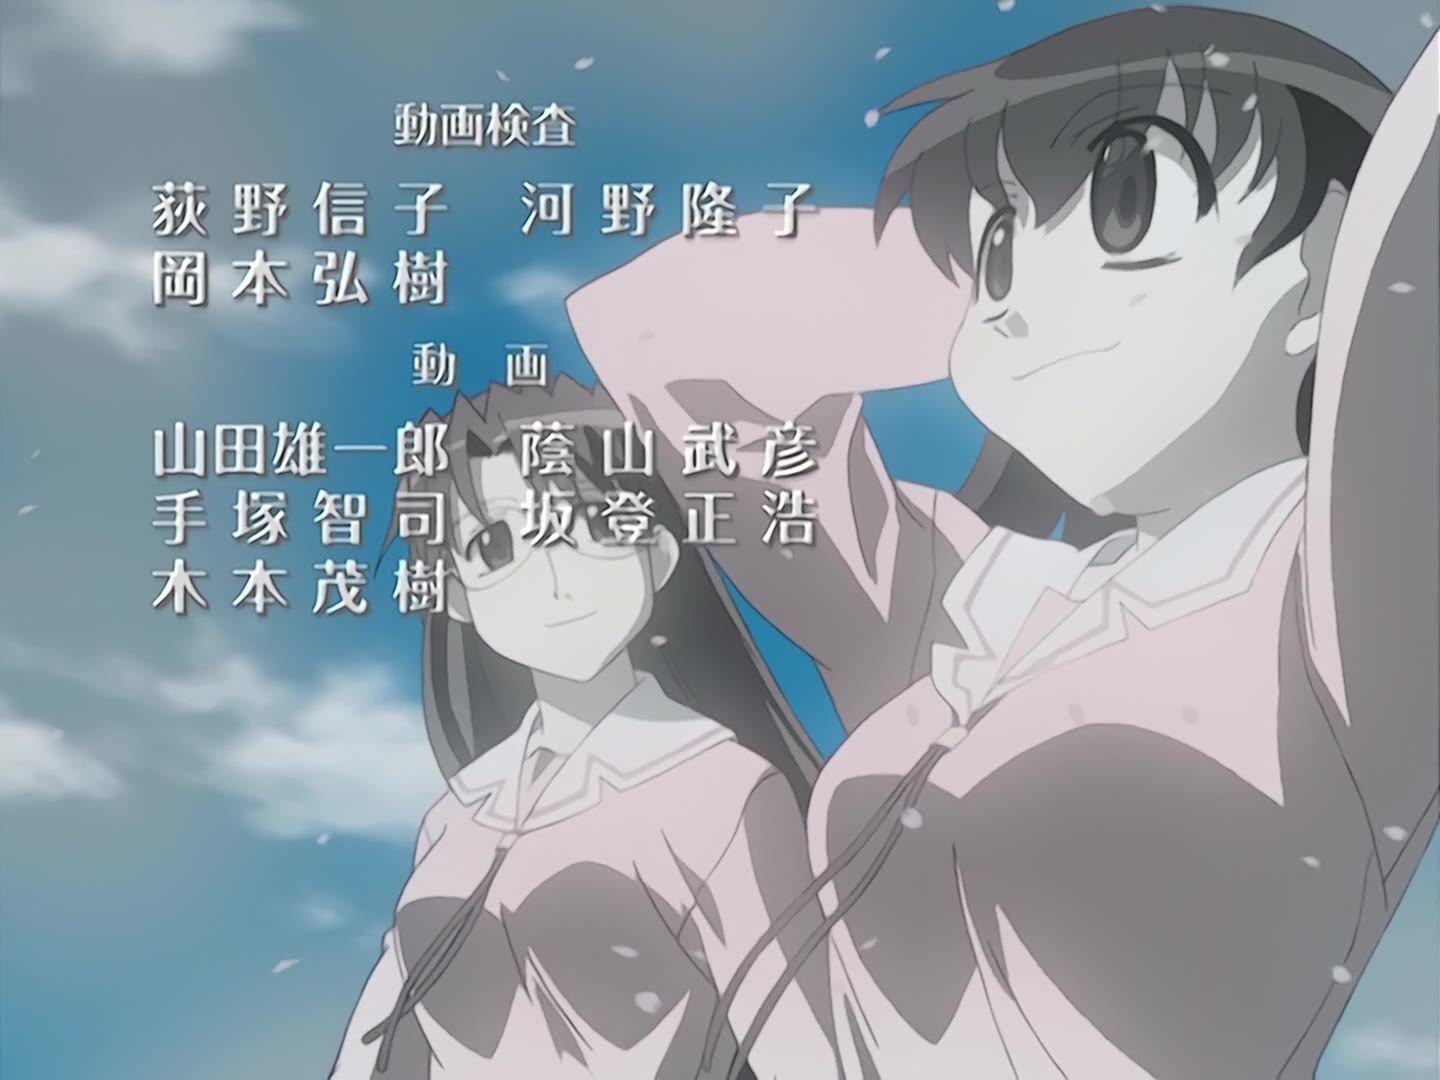 動画検査
荻野信子 河野隆子
岡本弘樹
動 画
山田雄一郎 蔭山武彦
手塚智司 坂登正浩
木本茂樹